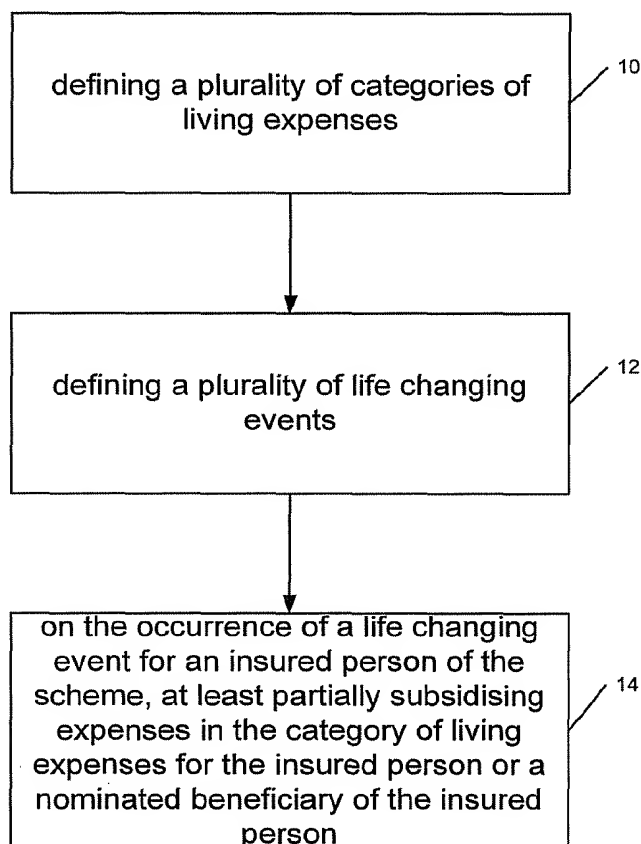 defining a plurality of categories of
living expenses
10
defining a plurality of life changing
events
12
on the occurrence of a life changing
event for an insured person of the
scheme, at least partially subsidising
expenses in the category of living
expenses for the insured person or a
nominated beneficiary of the insured
person
14